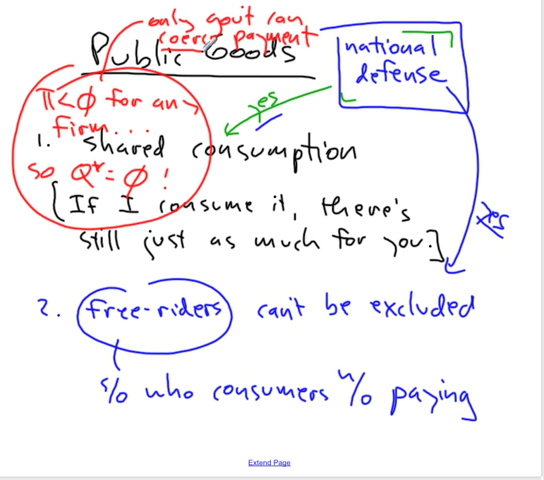 only gov't can
coerce payment
Public Goods
national
defense
π<∅ for any
firm...
so Q*=∅!
yes
1. shared consumption
[If I consume it, there's
still just as much for you.]
yes
2. free-riders can't be excluded
s/o who consumers w/o paying
Extend Page